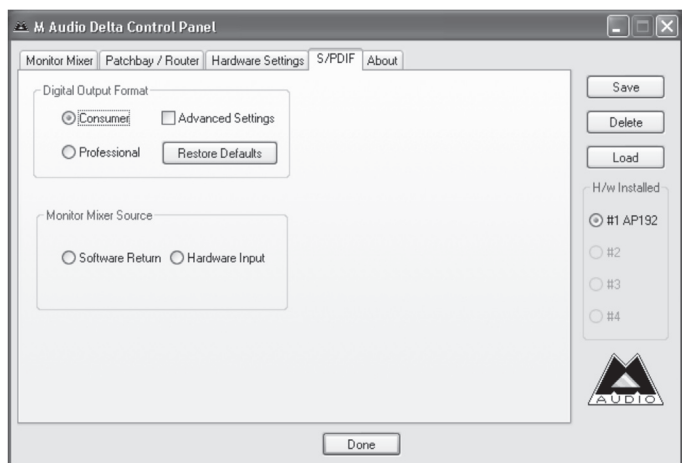 M Audio Delta Control Panel
Monitor Mixer Patchbay / Router Hardware Settings S/PDIF About
Digital Output Format
Consumer Advanced Settings
Professional Restore Defaults
Monitor Mixer Source
Software Return Hardware Input
Save
Delete
Load
H/w Installed
#1 AP192
#2
#3
#4
M AUDIO
Done